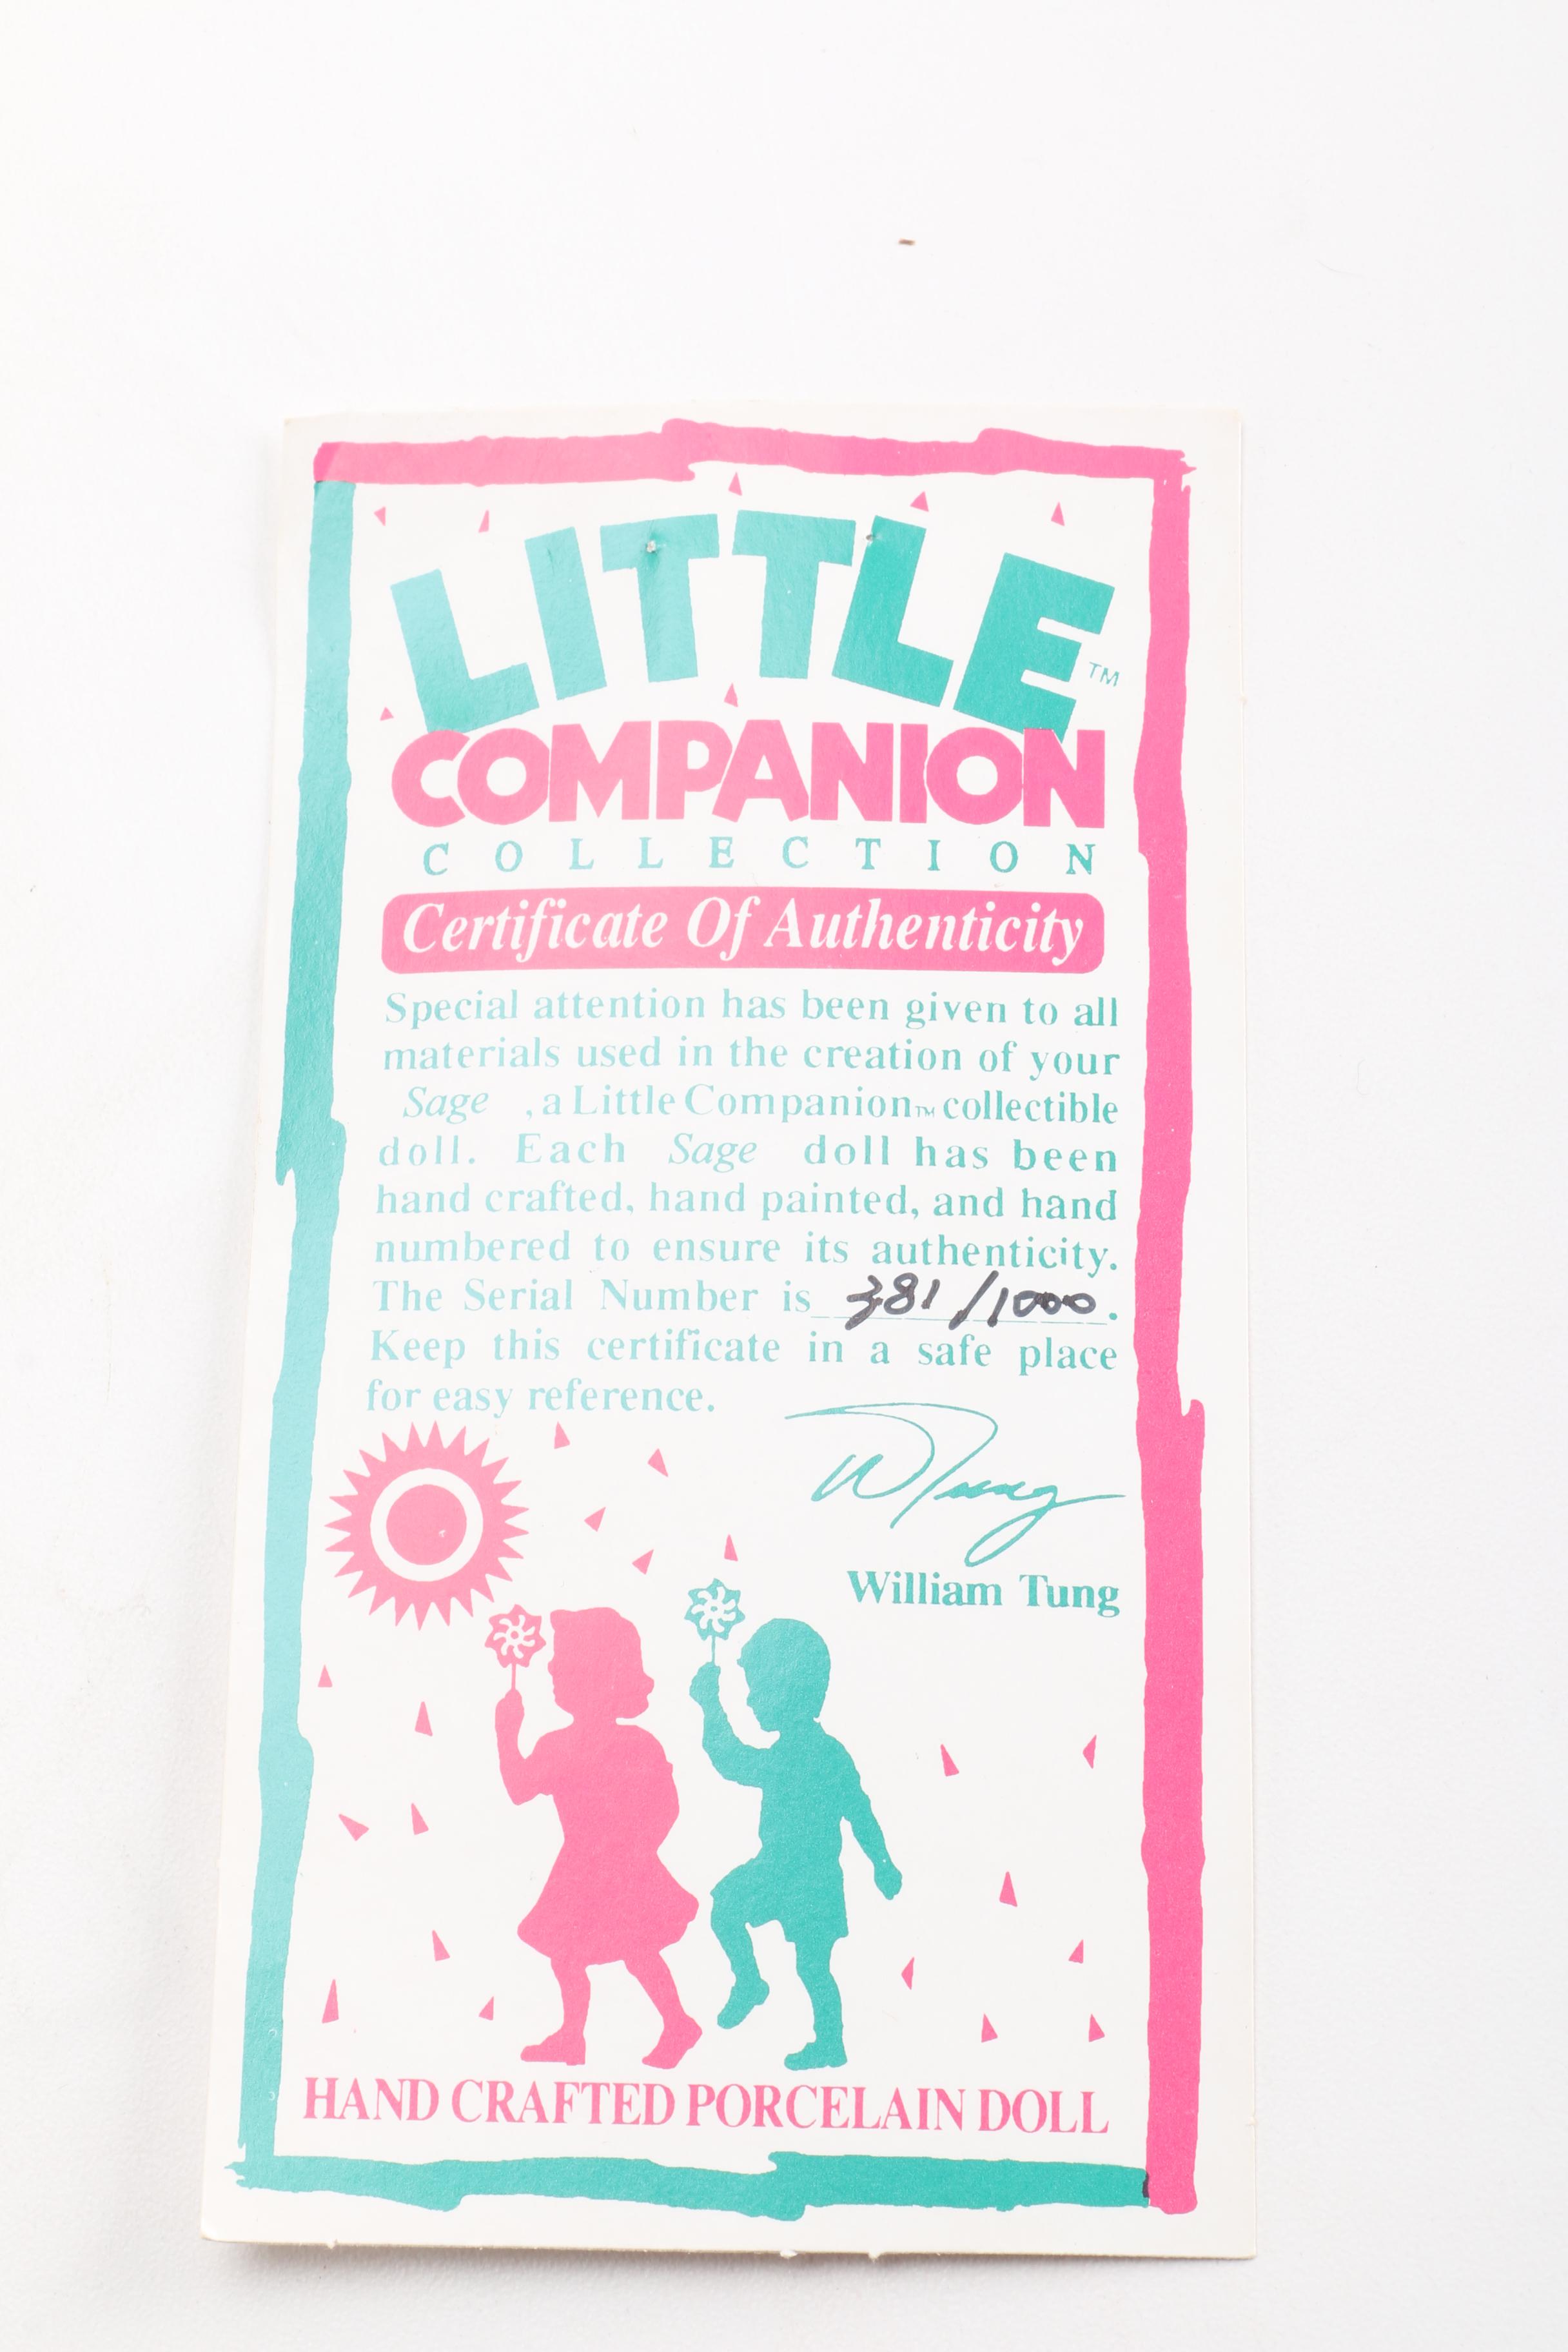 LITTLE™
COMPANION
COLLECTION
Certificate Of Authenticity
Special attention has been given to all
materials used in the creation of your
Sage , a Little Companion™ collectible
doll. Each Sage doll has been
hand crafted, hand painted, and hand
numbered to ensure its authenticity.
The Serial Number is 381/1000.
Keep this certificate in a safe place
for easy reference.
W Tung
William Tung
HAND CRAFTED PORCELAIN DOLL